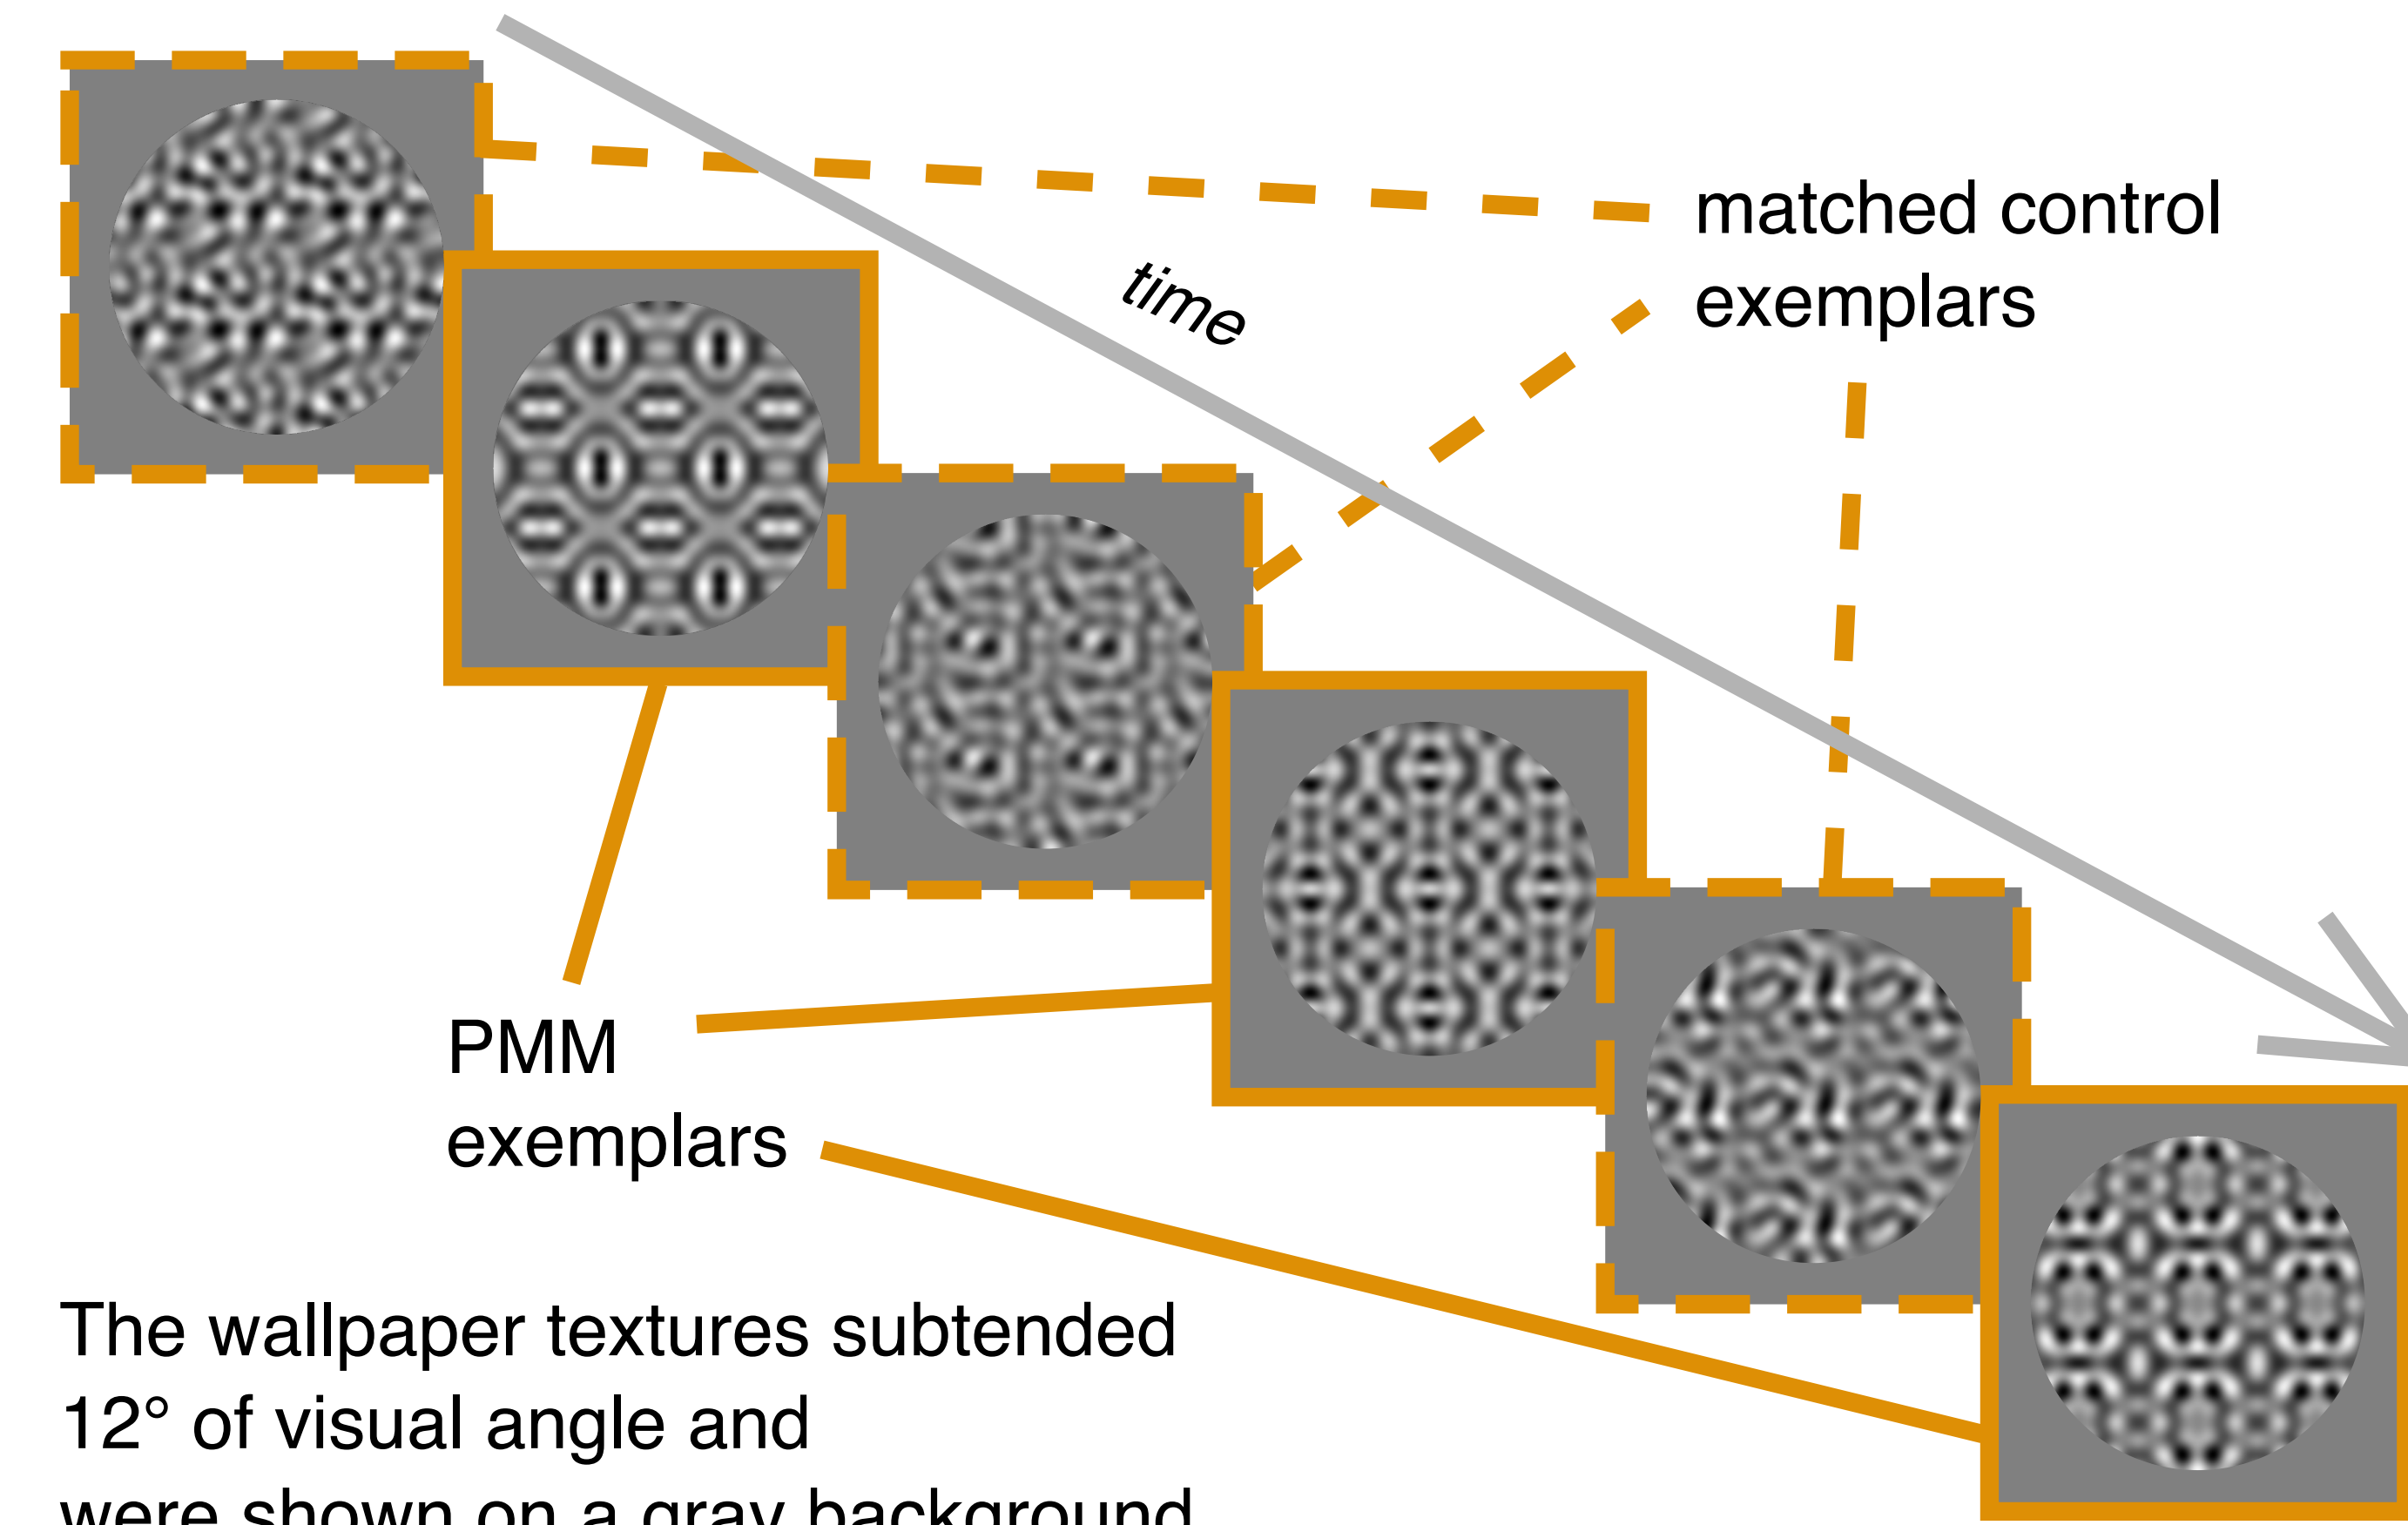 matched control
exemplars
time
PMM
exemplars
The wallpaper textures subtended
12° of visual angle and
were shown on a gray background